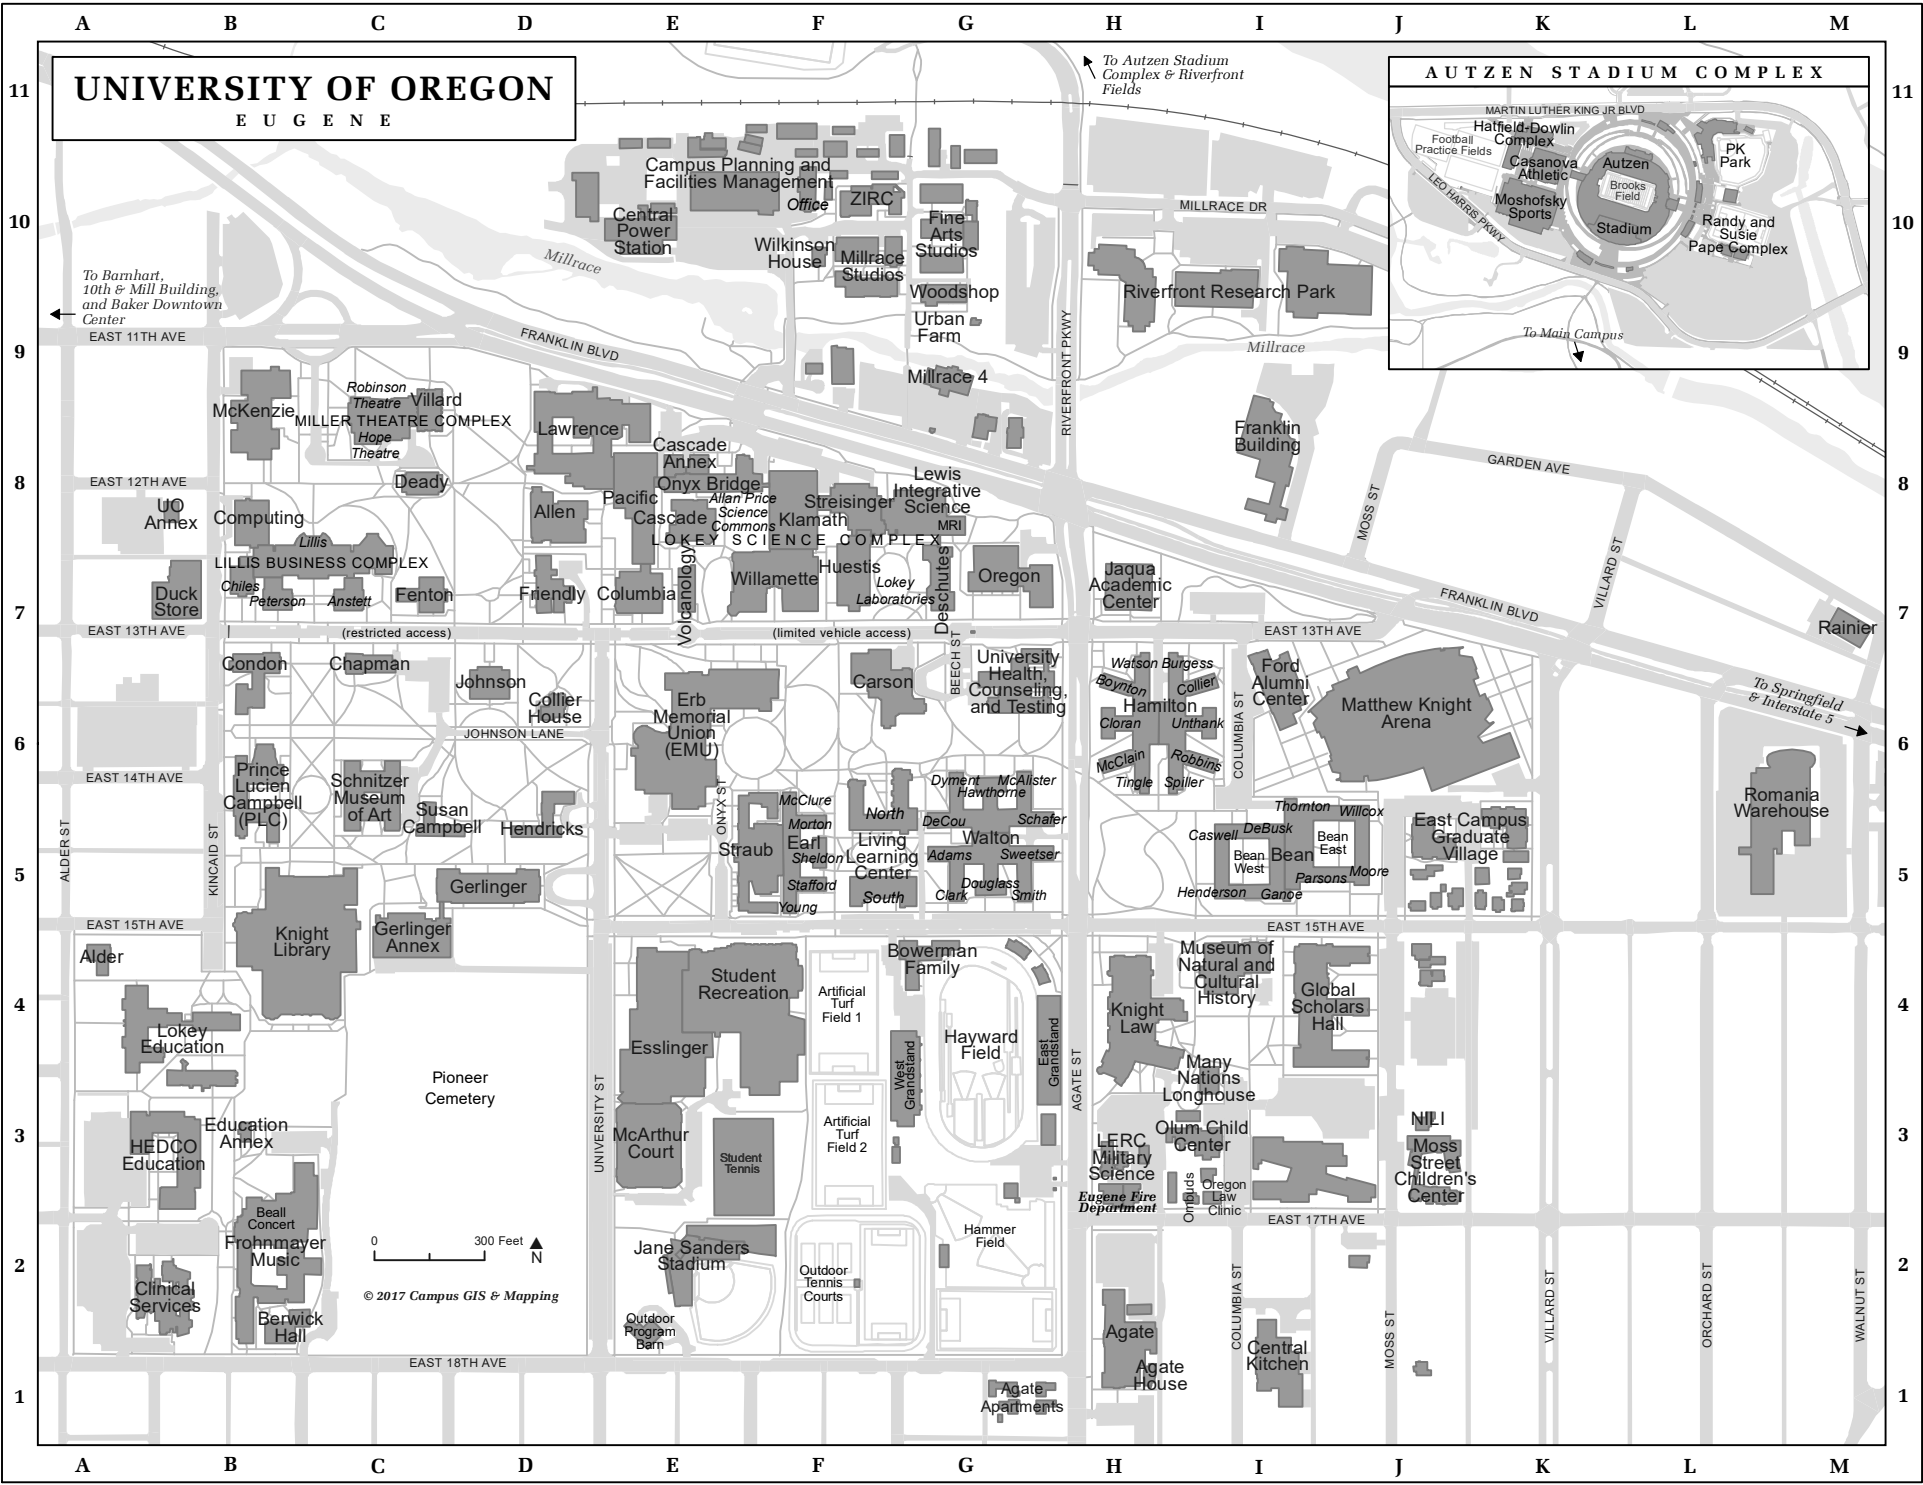 A B C D E F G H I J K L M
UNIVERSITY OF OREGON
EUGENE
To Autzen Stadium
Complex & Riverfront
Fields
AUTZEN STADIUM COMPLEX
MARTIN LUTHER KING JR BLVD
Hatfield-Dowlin
Complex
Football
Practice Fields
Casanova
Athletic
Autzen
Brooks
Field
Stadium
PK
Park
LEO HARRIS PKWY
Moshofsky
Sports
Randy and
Susie
Pape Complex
To Main Campus
11
11
10
10
9
9
8
8
7
7
6
6
5
5
4
4
3
3
2
2
1
1
Campus Planning and
Facilities Management
Office
ZIRC
Central
Power
Station
Fine
Arts
Studios
Wilkinson
House
Millrace
Studios
Millrace
Woodshop
Urban
Farm
MILLRACE DR
Riverfront Research Park
Millrace
RIVERFRONT PKWY
To Barnhart,
10th & Mill Building,
and Baker Downtown
Center
EAST 11TH AVE
FRANKLIN BLVD
Millrace 4
McKenzie
Robinson
Theatre
Villard
MILLER THEATRE COMPLEX
Hope
Theatre
Deady
Lawrence
Cascade
Annex
Onyx Bridge
Pacific
Allan Price
Science
Commons
Cascade
Klamath
Streisinger
Lewis
Integrative
Science
MRI
LOKEY SCIENCE COMPLEX
Franklin
Building
GARDEN AVE
MOSS ST
VILLARD ST
EAST 12TH AVE
UO
Annex
Computing
Allen
Lillis
LILLIS BUSINESS COMPLEX
Chiles
Peterson
Anstett
Fenton
Duck
Store
Friendly
Columbia
Volcanology
Willamette
Huestis
Lokey
Laboratories
Deschutes
Oregon
Jaqua
Academic
Center
FRANKLIN BLVD
Rainier
EAST 13TH AVE
(restricted access)
(limited vehicle access)
EAST 13TH AVE
BEECH ST
Condon
Chapman
Johnson
Collier
House
JOHNSON LANE
Erb
Memorial
Union
(EMU)
Carson
University
Health,
Counseling,
and Testing
Watson
Burgess
Boynton
Collier
Hamilton
Cloran
Unthank
McClain
Robbins
Tingle
Spiller
COLUMBIA ST
Ford
Alumni
Center
Matthew Knight
Arena
To Springfield
& Interstate 5
EAST 14TH AVE
Prince
Lucien
Campbell
(PLC)
Schnitzer
Museum
of Art
Susan
Campbell
Hendricks
ONYX ST
McClure
Morton
Straub
Earl
Sheldon
Stafford
Young
North
Living
Learning
Center
South
Dyment
McAlister
Hawthorne
DeCou
Schafer
Walton
Adams
Sweetser
Douglass
Clark
Smith
Thornton
Willcox
Caswell
DeBusk
Bean
East
Bean
West
Bean
Moore
Parsons
Henderson
Ganoe
East Campus
Graduate
Village
Romania
Warehouse
ALDER ST
KINCAID ST
Gerlinger
EAST 15TH AVE
EAST 15TH AVE
Knight
Library
Gerlinger
Annex
Alder
Lokey
Education
Student
Recreation
Esslinger
Artificial
Turf
Field 1
Bowerman
Family
Hayward
Field
West
Grandstand
East
Grandstand
AGATE ST
Museum of
Natural and
Cultural
History
Knight
Law
Global
Scholars
Hall
Many
Nations
Longhouse
Pioneer
Cemetery
UNIVERSITY ST
Education
Annex
HEDCO
Education
McArthur
Court
Student
Tennis
Artificial
Turf
Field 2
Olum Child
Center
LERC
Military
Science
Eugene Fire
Department
Ombuds
Oregon
Law
Clinic
NILI
Moss
Street
Children's
Center
EAST 17TH AVE
Beall
Concert
Frohnmayer
Music
0
300 Feet
N
© 2017 Campus GIS & Mapping
Clinical
Services
Berwick
Hall
Jane Sanders
Stadium
Outdoor
Program
Barn
Outdoor
Tennis
Courts
Hammer
Field
COLUMBIA ST
MOSS ST
VILLARD ST
ORCHARD ST
WALNUT ST
Agate
Agate
House
Central
Kitchen
EAST 18TH AVE
Agate
Apartments
A B C D E F G H I J K L M